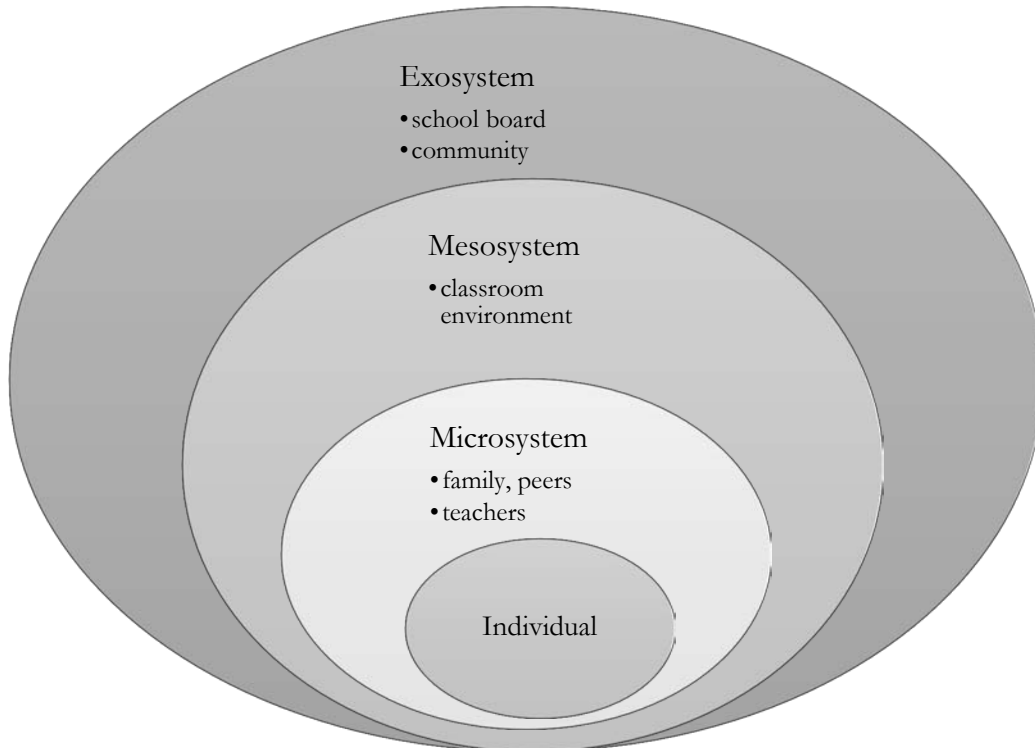 Exosystem
• school board
• community
Mesosystem
• classroom
environment
Microsystem
• family, peers
• teachers
Individual